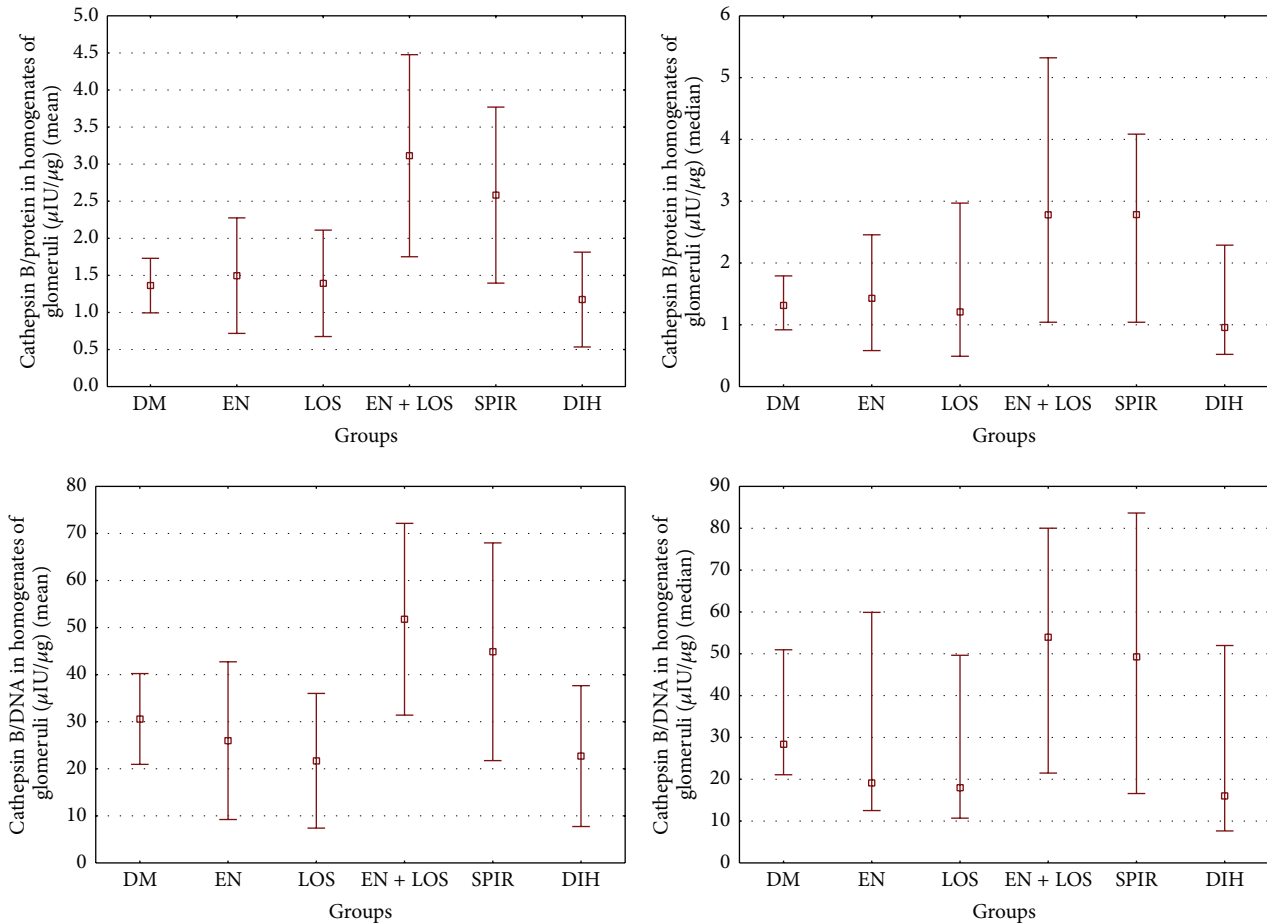 Cathepsin B/protein in homogenates of
glomeruli (μIU/μg) (mean)
5.0
4.5
4.0
3.5
3.0
2.5
2.0
1.5
1.0
0.5
0.0
DM EN LOS EN + LOS SPIR DIH
Groups
Cathepsin B/protein in homogenates of
glomeruli (μIU/μg) (median)
6
5
4
3
2
1
0
DM EN LOS EN + LOS SPIR DIH
Groups
Cathepsin B/DNA in homogenates of
glomeruli (μIU/μg) (mean)
80
70
60
50
40
30
20
10
0
DM EN LOS EN + LOS SPIR DIH
Groups
Cathepsin B/DNA in homogenates of
glomeruli (μIU/μg) (median)
90
80
70
60
50
40
30
20
10
0
DM EN LOS EN + LOS SPIR DIH
Groups